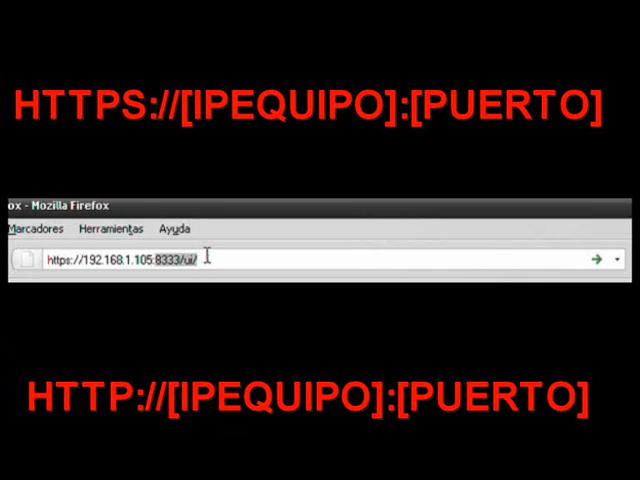 HTTPS://[IPEQUIPO]:[PUERTO]
ox - Mozilla Firefox
Marcadores Herramientas Ayuda
https://192.168.1.105:8333/ui/
HTTP://[IPEQUIPO]:[PUERTO]